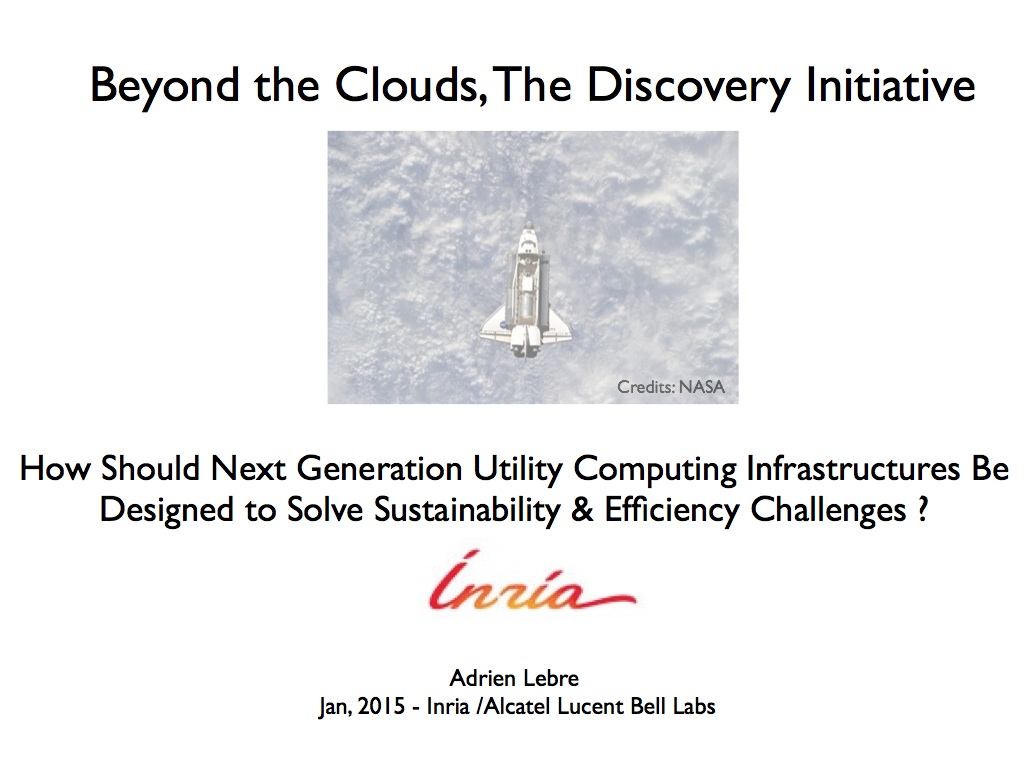 Beyond the Clouds, The Discovery Initiative
Credits: NASA
How Should Next Generation Utility Computing Infrastructures Be
Designed to Solve Sustainability & Efficiency Challenges ?
Inria
Adrien Lebre
Jan, 2015 - Inria /Alcatel Lucent Bell Labs